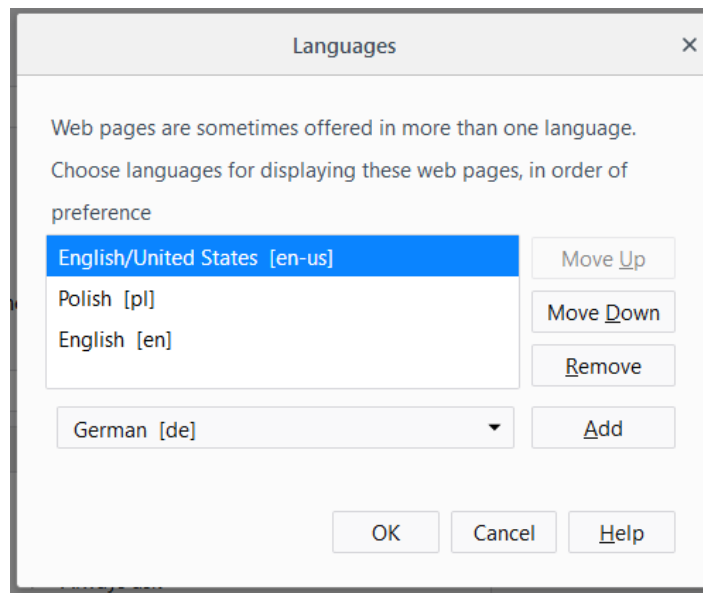 Languages
Web pages are sometimes offered in more than one language.
Choose languages for displaying these web pages, in order of
preference
English/United States [en-us]
Move Up
Polish [pl]
Move Down
English [en]
Remove
German [de]
Add
OK
Cancel
Help